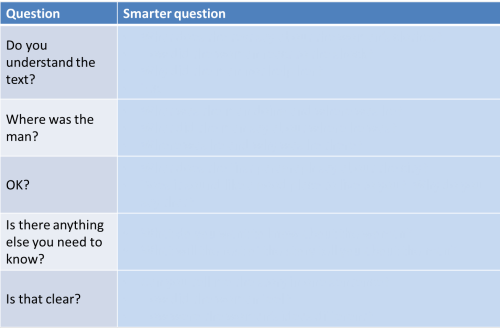 Question
Smarter question
Do you
understand the
text?
Where was the
man?
OK?
Is there anything
else you need to
know?
Is that clear?